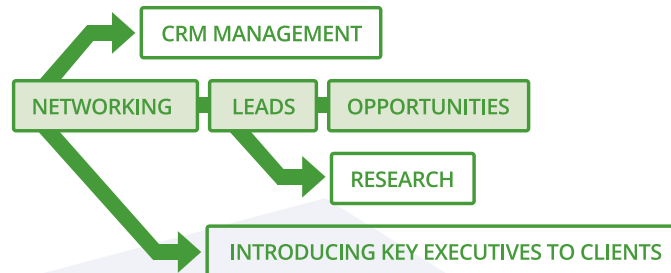 CRM MANAGEMENT
NETWORKING
LEADS
OPPORTUNITIES
RESEARCH
INTRODUCING KEY EXECUTIVES TO CLIENTS